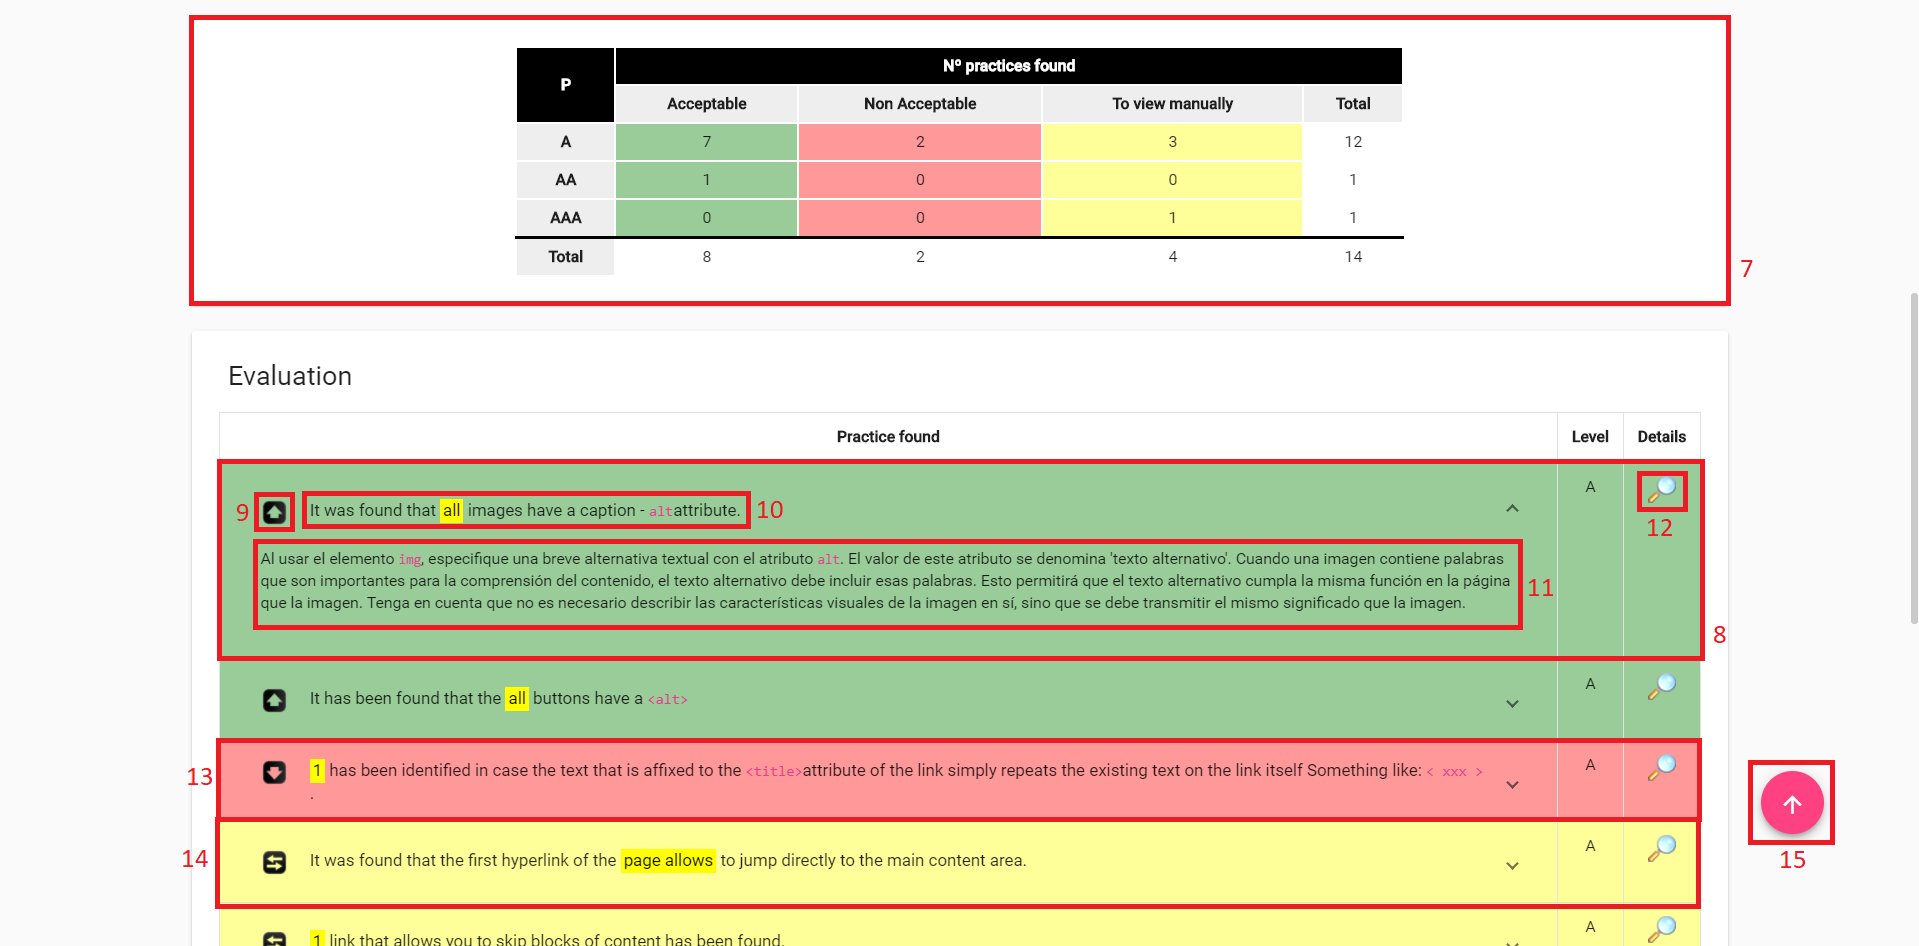 P Nº practices found
Acceptable Non Acceptable To view manually Total
A 7 2 3 12
AA 1 0 0 1
AAA 0 0 1 1
Total 8 2 4 14
7
Evaluation
Practice found Level Details
9 It was found that all images have a caption - altattribute. 10 A
12
Al usar el elemento img, especifique una breve alternativa textual con el atributo alt. El valor de este atributo se denomina 'texto alternativo'. Cuando una imagen contiene palabras
que son importantes para la comprensión del contenido, el texto alternativo debe incluir esas palabras. Esto permitirá que el texto alternativo cumpla la misma función en la página
que la imagen. Tenga en cuenta que no es necesario describir las características visuales de la imagen en sí, sino que se debe transmitir el mismo significado que la imagen.
11
8
It has been found that the all buttons have a <alt> A
13 1 has been identified in case the text that is affixed to the <title>attribute of the link simply repeats the existing text on the link itself Something like: < xxx > A
.
14 It was found that the first hyperlink of the page allows to jump directly to the main content area. A
15
1 link that allows you to skip blocks of content has been found. A